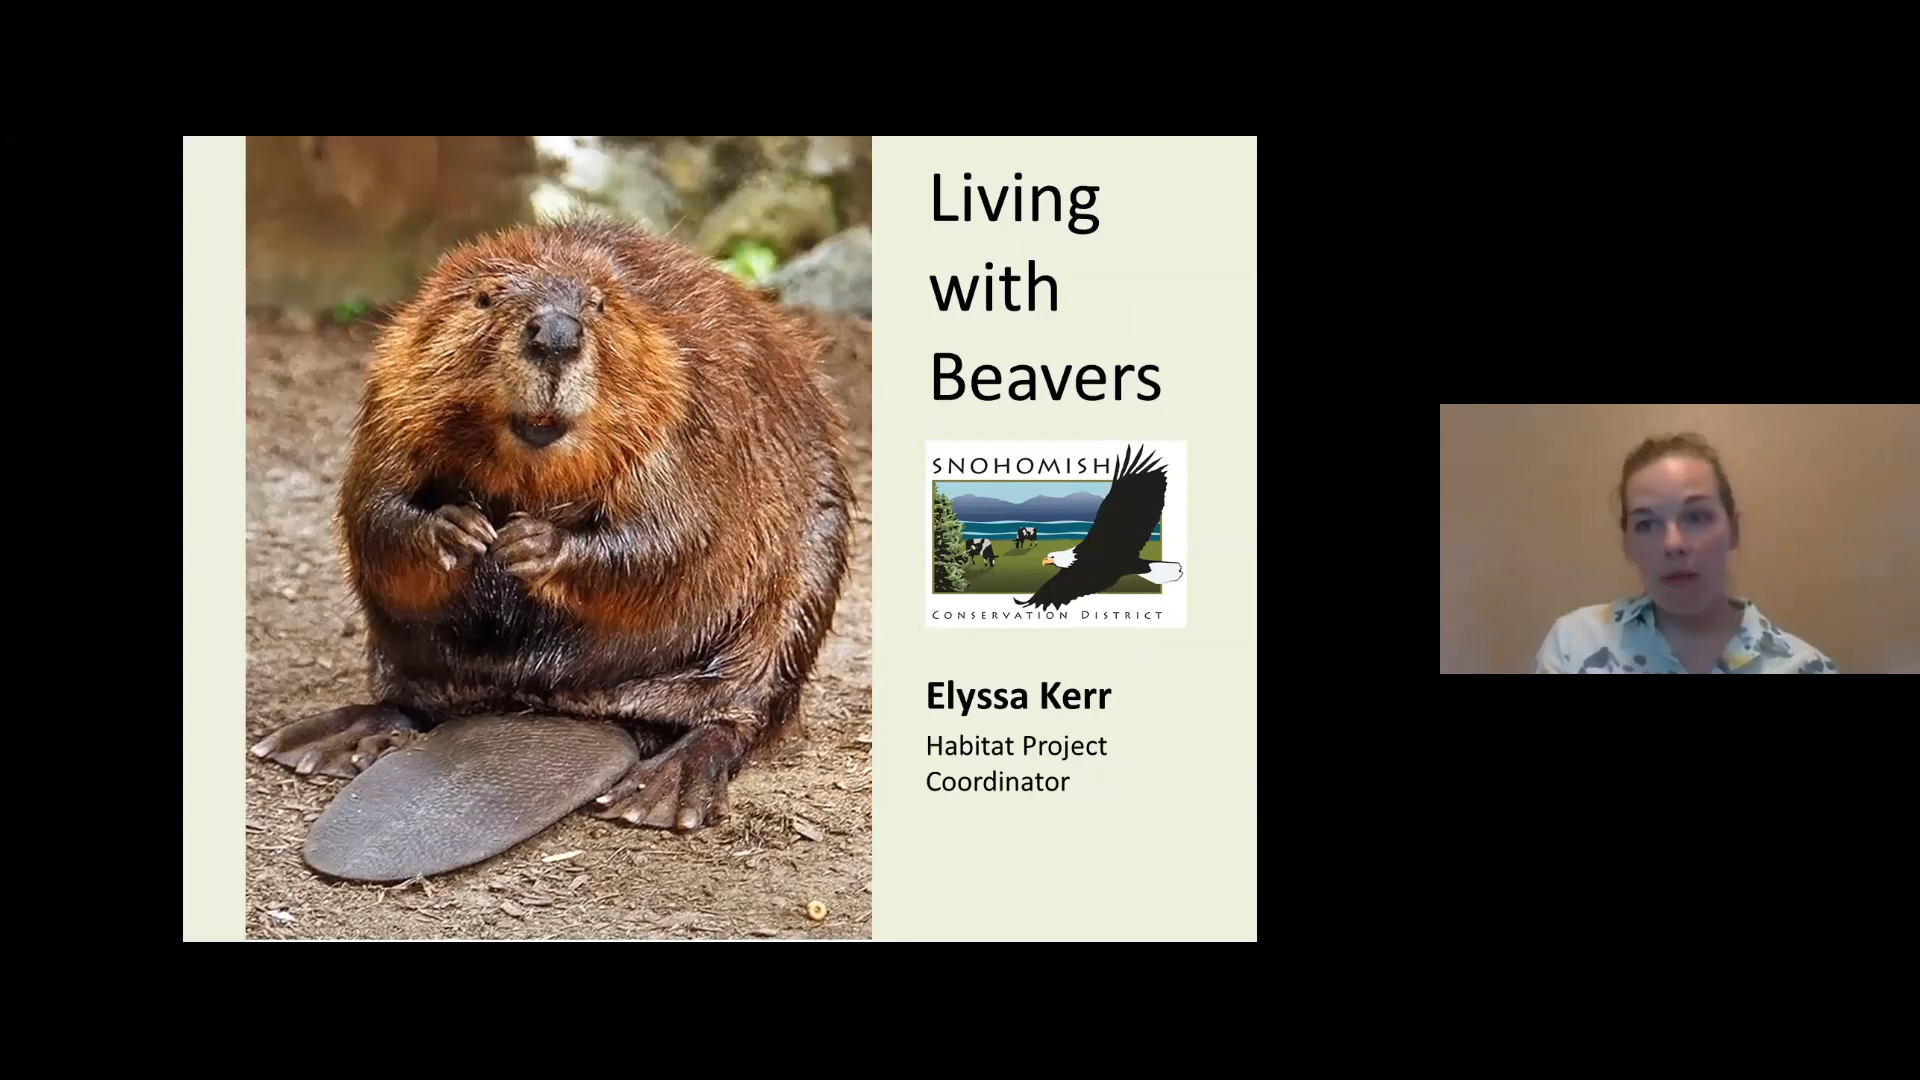 Living
with
Beavers
SNOHOMISH
CONSERVATION DISTRICT
Elyssa Kerr
Habitat Project
Coordinator